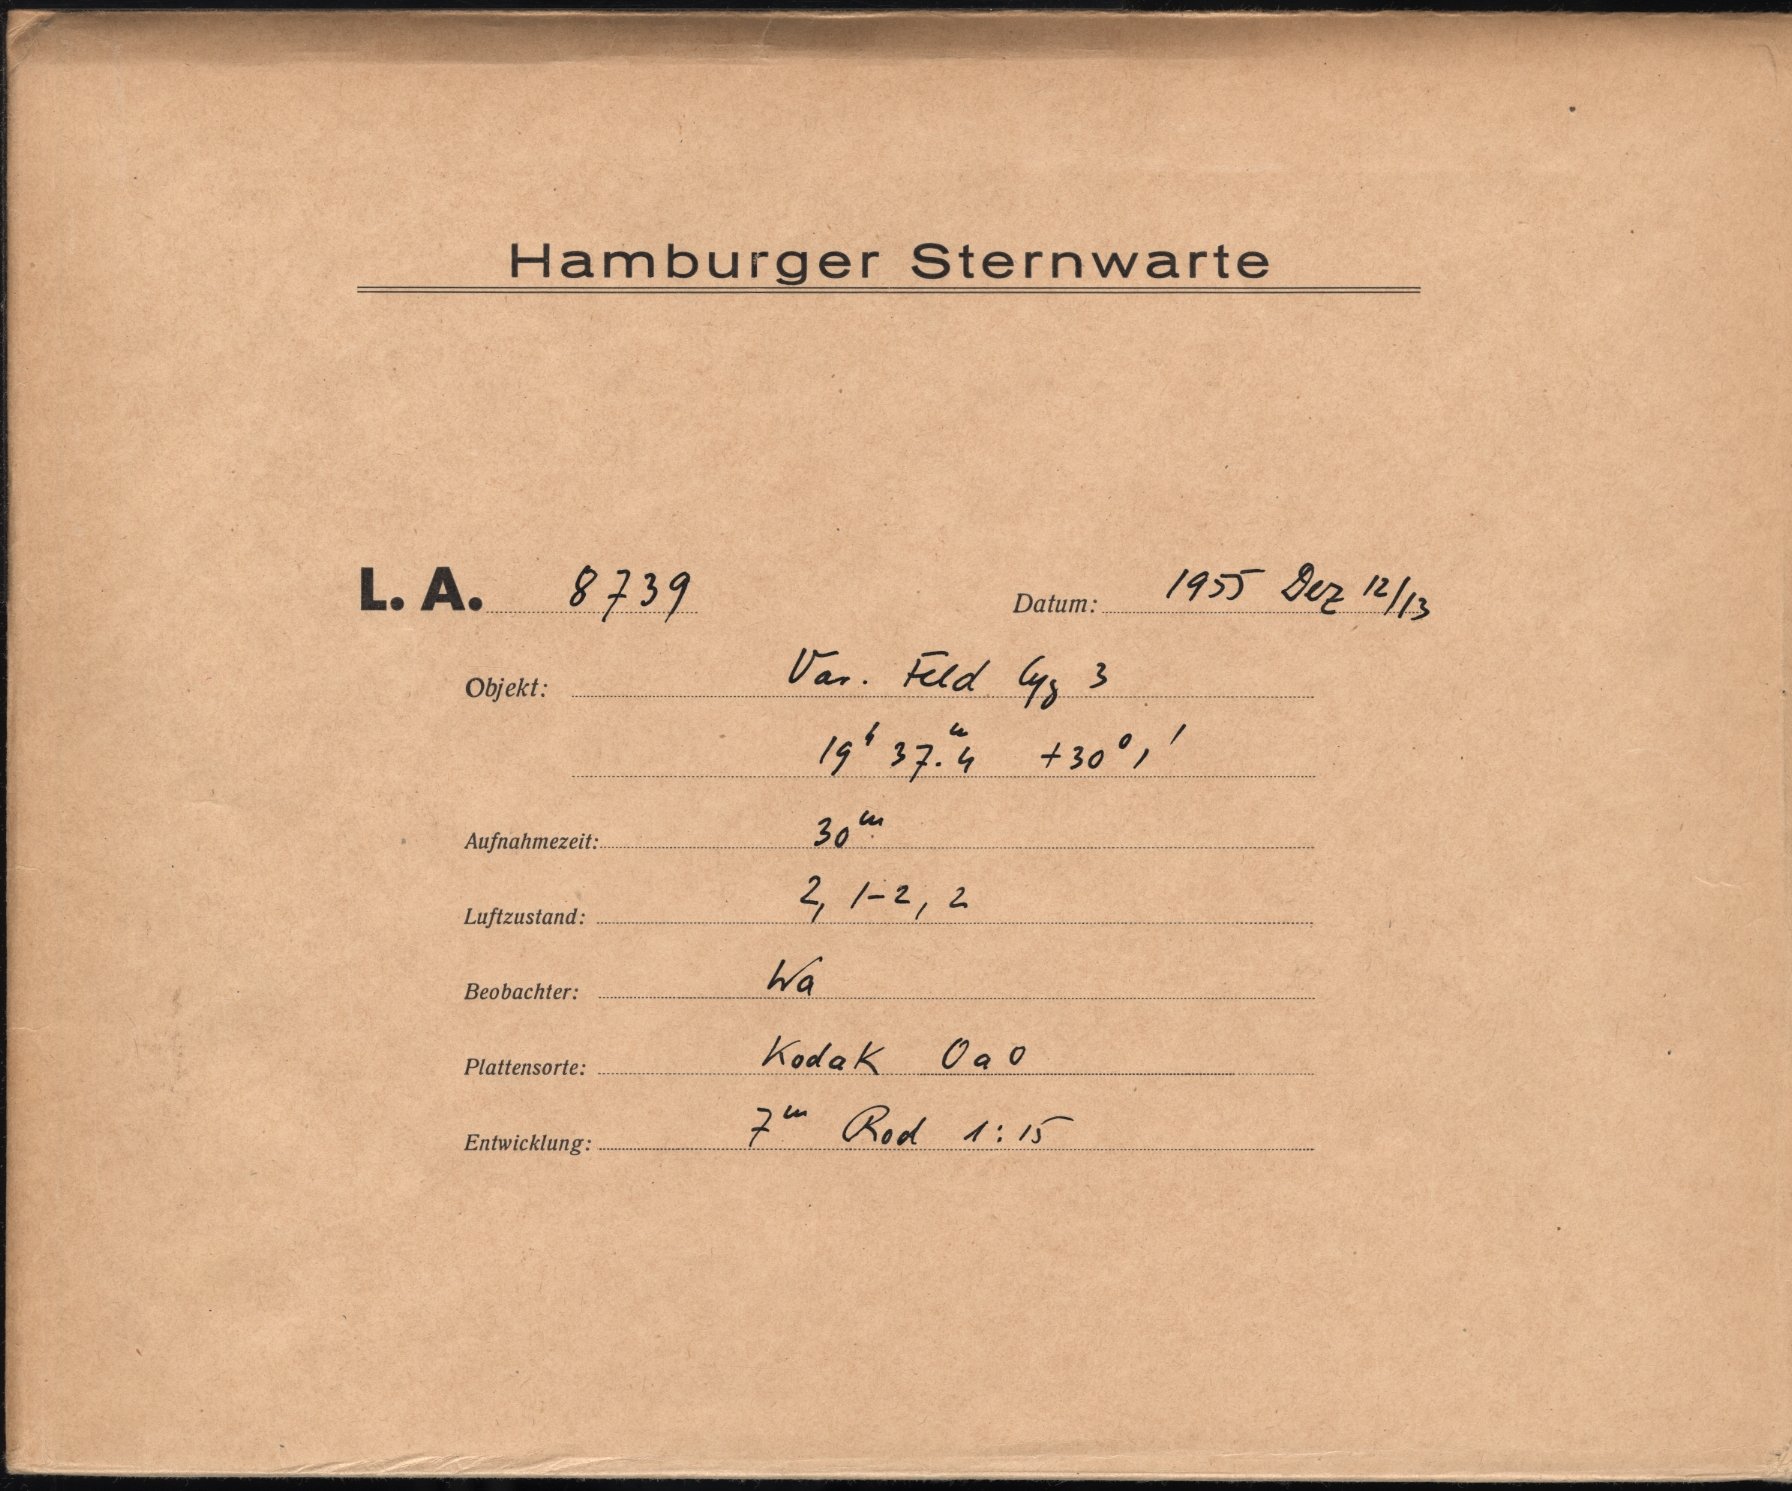 Hamburger Sternwarte
L. A. 8739 Datum: 1955 Dez 12/13
Objekt: Var. Feld Cyg 3
19ʰ 37.ᵐ4 +30° 1'
Aufnahmezeit: 30ᵐ
Luftzustand: 2, 1-2, 2
Beobachter: Wa
Plattensorte: Kodak OaO
Entwicklung: 7ᵐ Rod 1:15